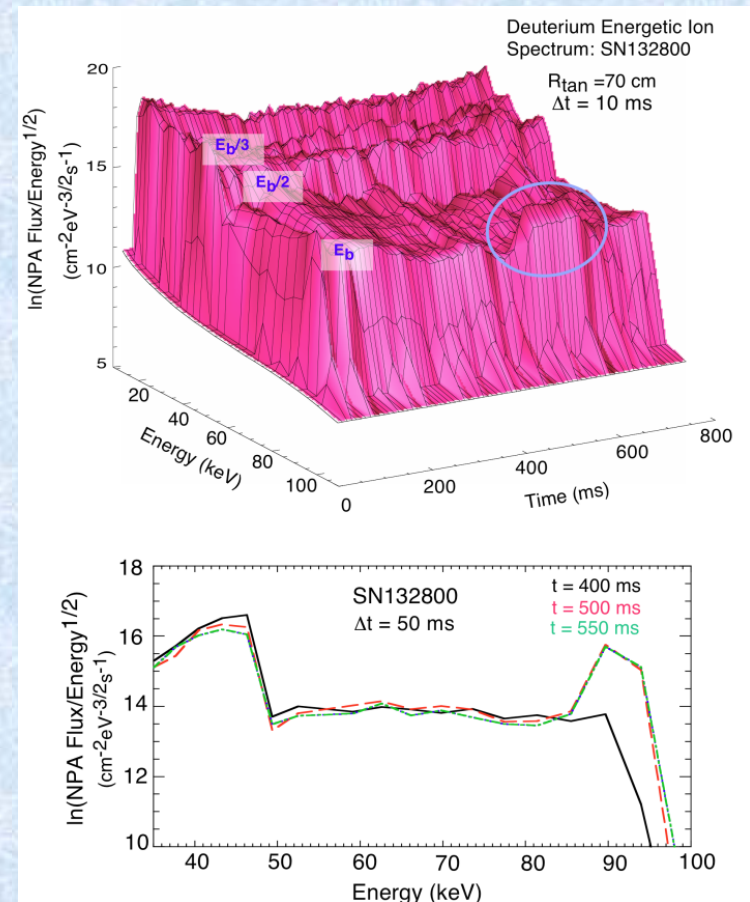 Deuterium Energetic Ion
Spectrum: SN132800
R_tan =70 cm
Δt = 10 ms
20
15
10
5
ln(NPA Flux/Energy^1/2)
(cm^-2eV^-3/2s^-1)
E_b/3
E_b/2
E_b
20
40
60
80
100
Energy (keV)
0
200
400
600
800
Time (ms)
18
16
14
12
10
ln(NPA Flux/Energy^1/2)
(cm^-2eV^-3/2s^-1)
SN132800
Δt = 50 ms
t = 400 ms
t = 500 ms
t = 550 ms
40 50 60 70 80 90 100
Energy (keV)